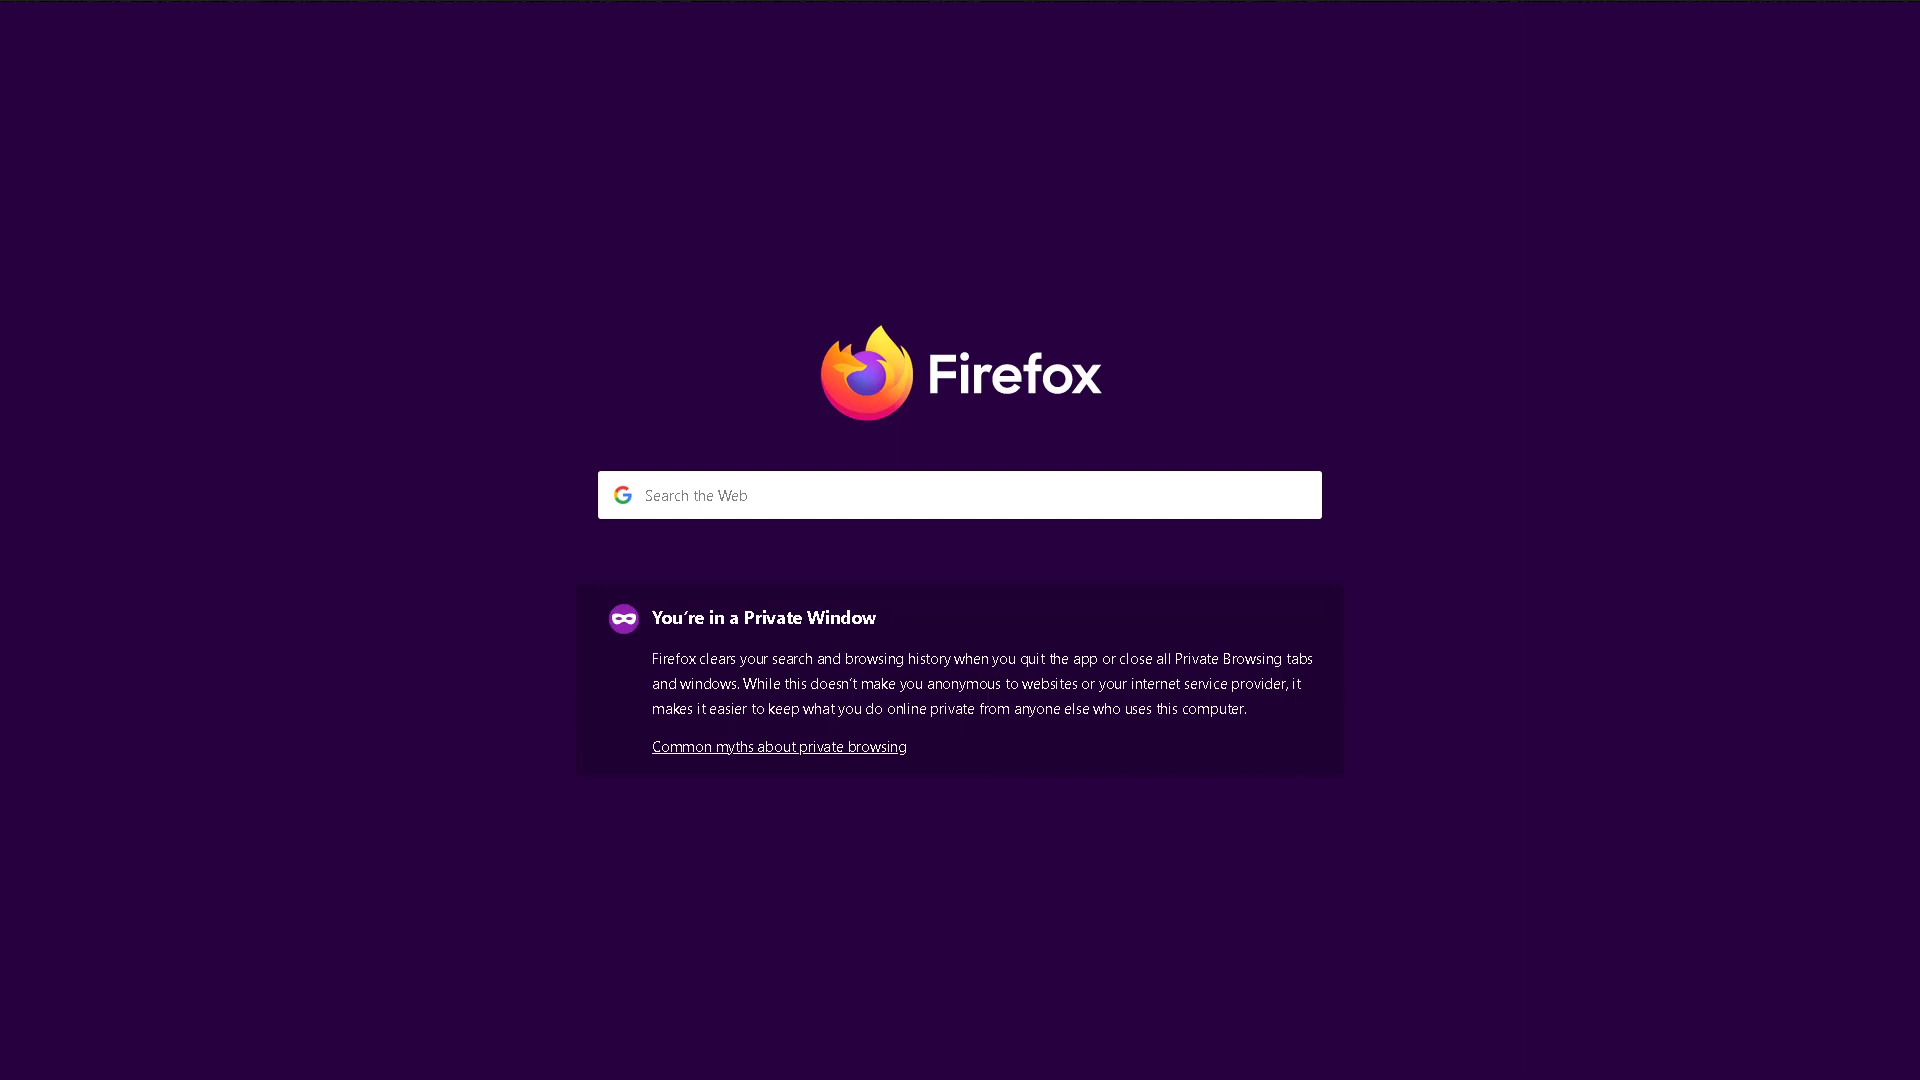 Firefox
Search the Web
You're in a Private Window
Firefox clears your search and browsing history when you quit the app or close all Private Browsing tabs
and windows. While this doesn't make you anonymous to websites or your internet service provider, it
makes it easier to keep what you do online private from anyone else who uses this computer.
Common myths about private browsing